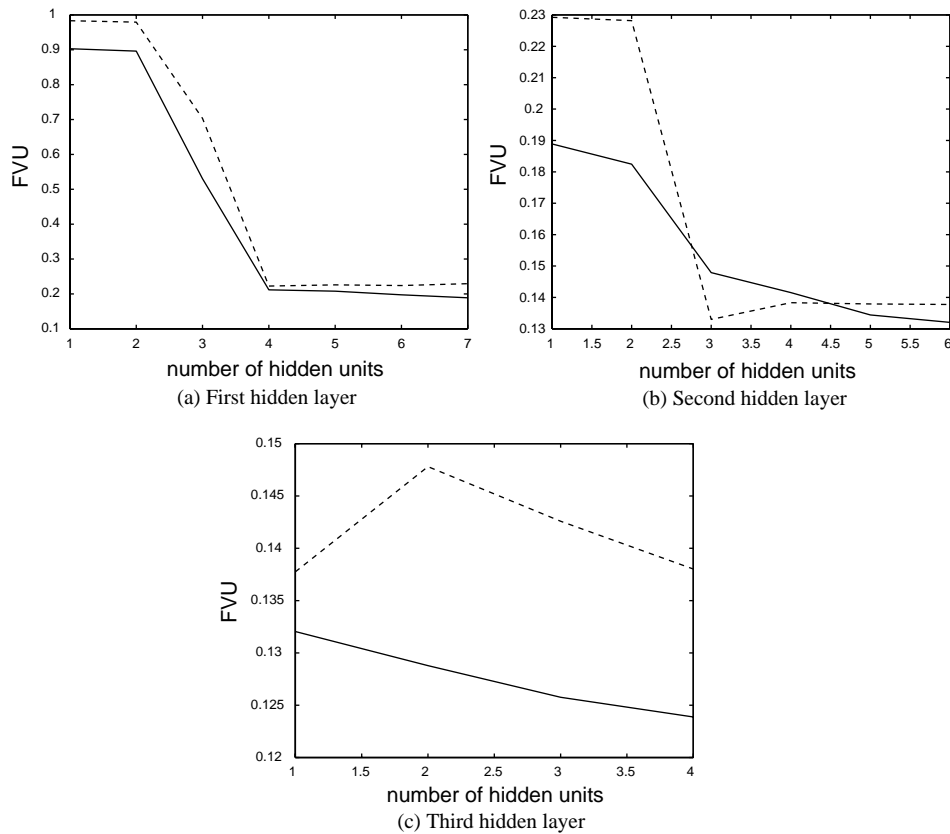 1
0.9
0.8
0.7
0.6
0.5
0.4
0.3
0.2
0.1
FVU
1 2 3 4 5 6 7
number of hidden units
(a) First hidden layer
0.23
0.22
0.21
0.2
0.19
0.18
0.17
0.16
0.15
0.14
0.13
FVU
1 1.5 2 2.5 3 3.5 4 4.5 5 5.5 6
number of hidden units
(b) Second hidden layer
0.15
0.145
0.14
0.135
0.13
0.125
0.12
FVU
1 1.5 2 2.5 3 3.5 4
number of hidden units
(c) Third hidden layer